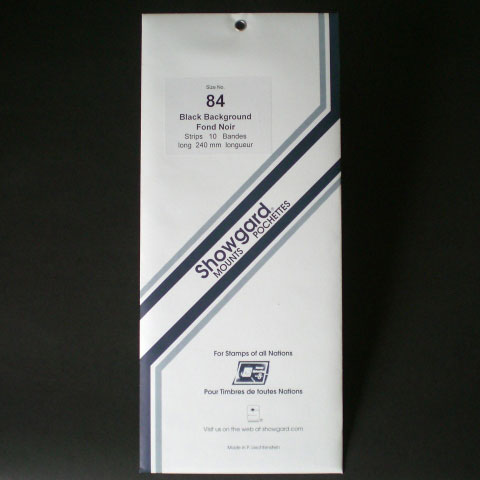 Size No.
84
Black Background
Fond Noir
Strips 10 Bandes
long 240 mm longueur
Showgard®
MOUNTS
POCHETTES
For Stamps of all Nations
Pour Timbres de toutes Nations
Visit us on the web at showgard.com
Made in F. Liechtenstein